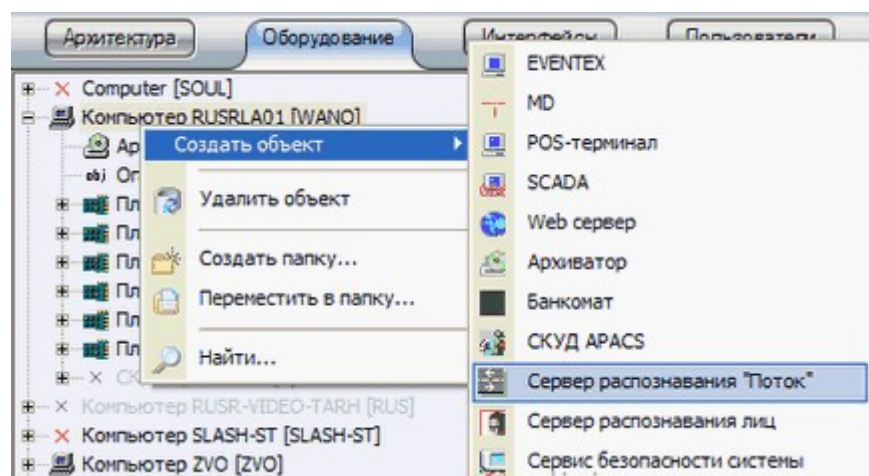 Архитектура
Оборудование
Интерфейсы
Пользователи
Computer [SOUL]
Компьютер RUSRLA01 [WANO]
Создать объект
Удалить объект
Создать папку...
Переместить в папку...
Найти...
EVENTEX
MD
POS-терминал
SCADA
Web сервер
Архиватор
Банкомат
СКУД APACS
Сервер распознавания "Поток"
Сервер распознавания лиц
Сервис безопасности системы
Компьютер RUSR-VIDEO-TARH [RUS]
Компьютер SLASH-ST [SLASH-ST]
Компьютер ZVO [ZVO]